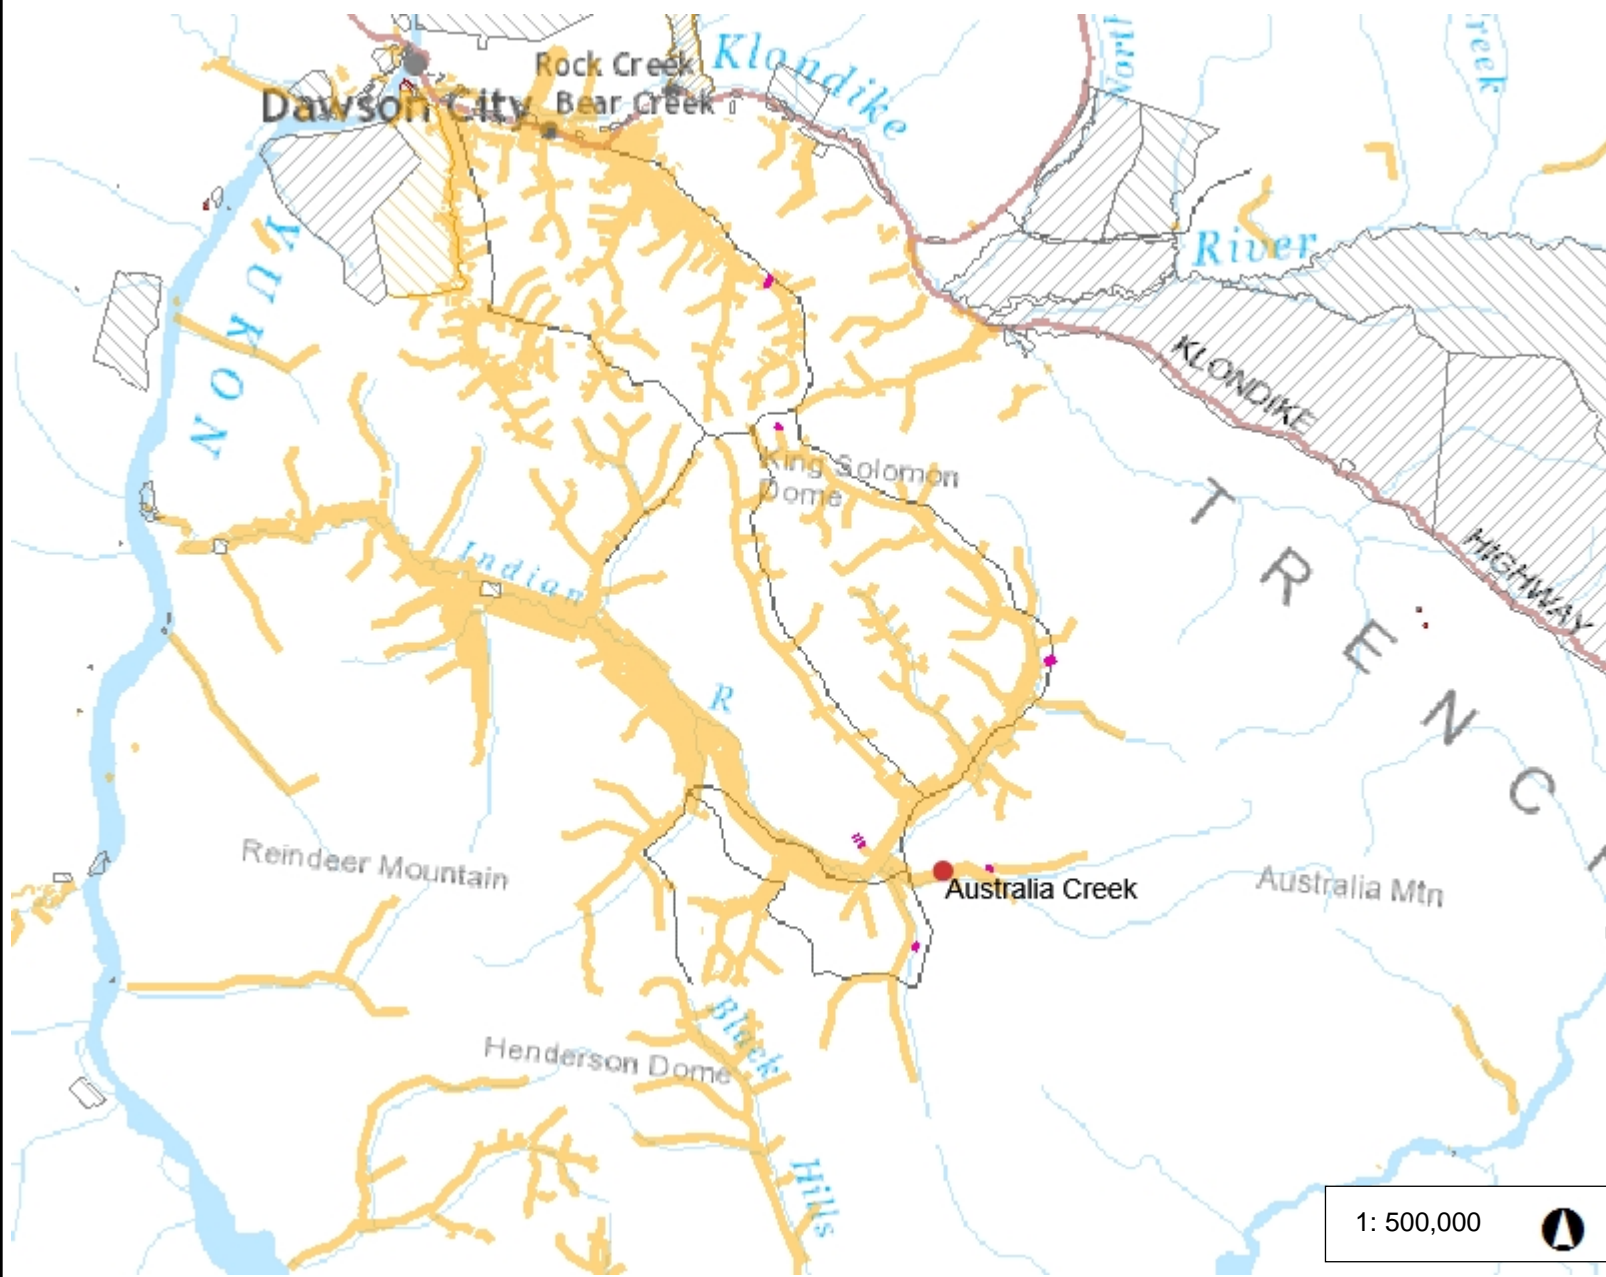 Rock Creek
Klondike
North
reek
Dawson City
Bear Creek
YUKON
River
KLONDIKE
HIGHWAY
King Solomon
Dome
TRENC
Indian
R
Reindeer Mountain
Australia Creek
Australia Mtn
Black
Henderson Dome
Hills
1: 500,000